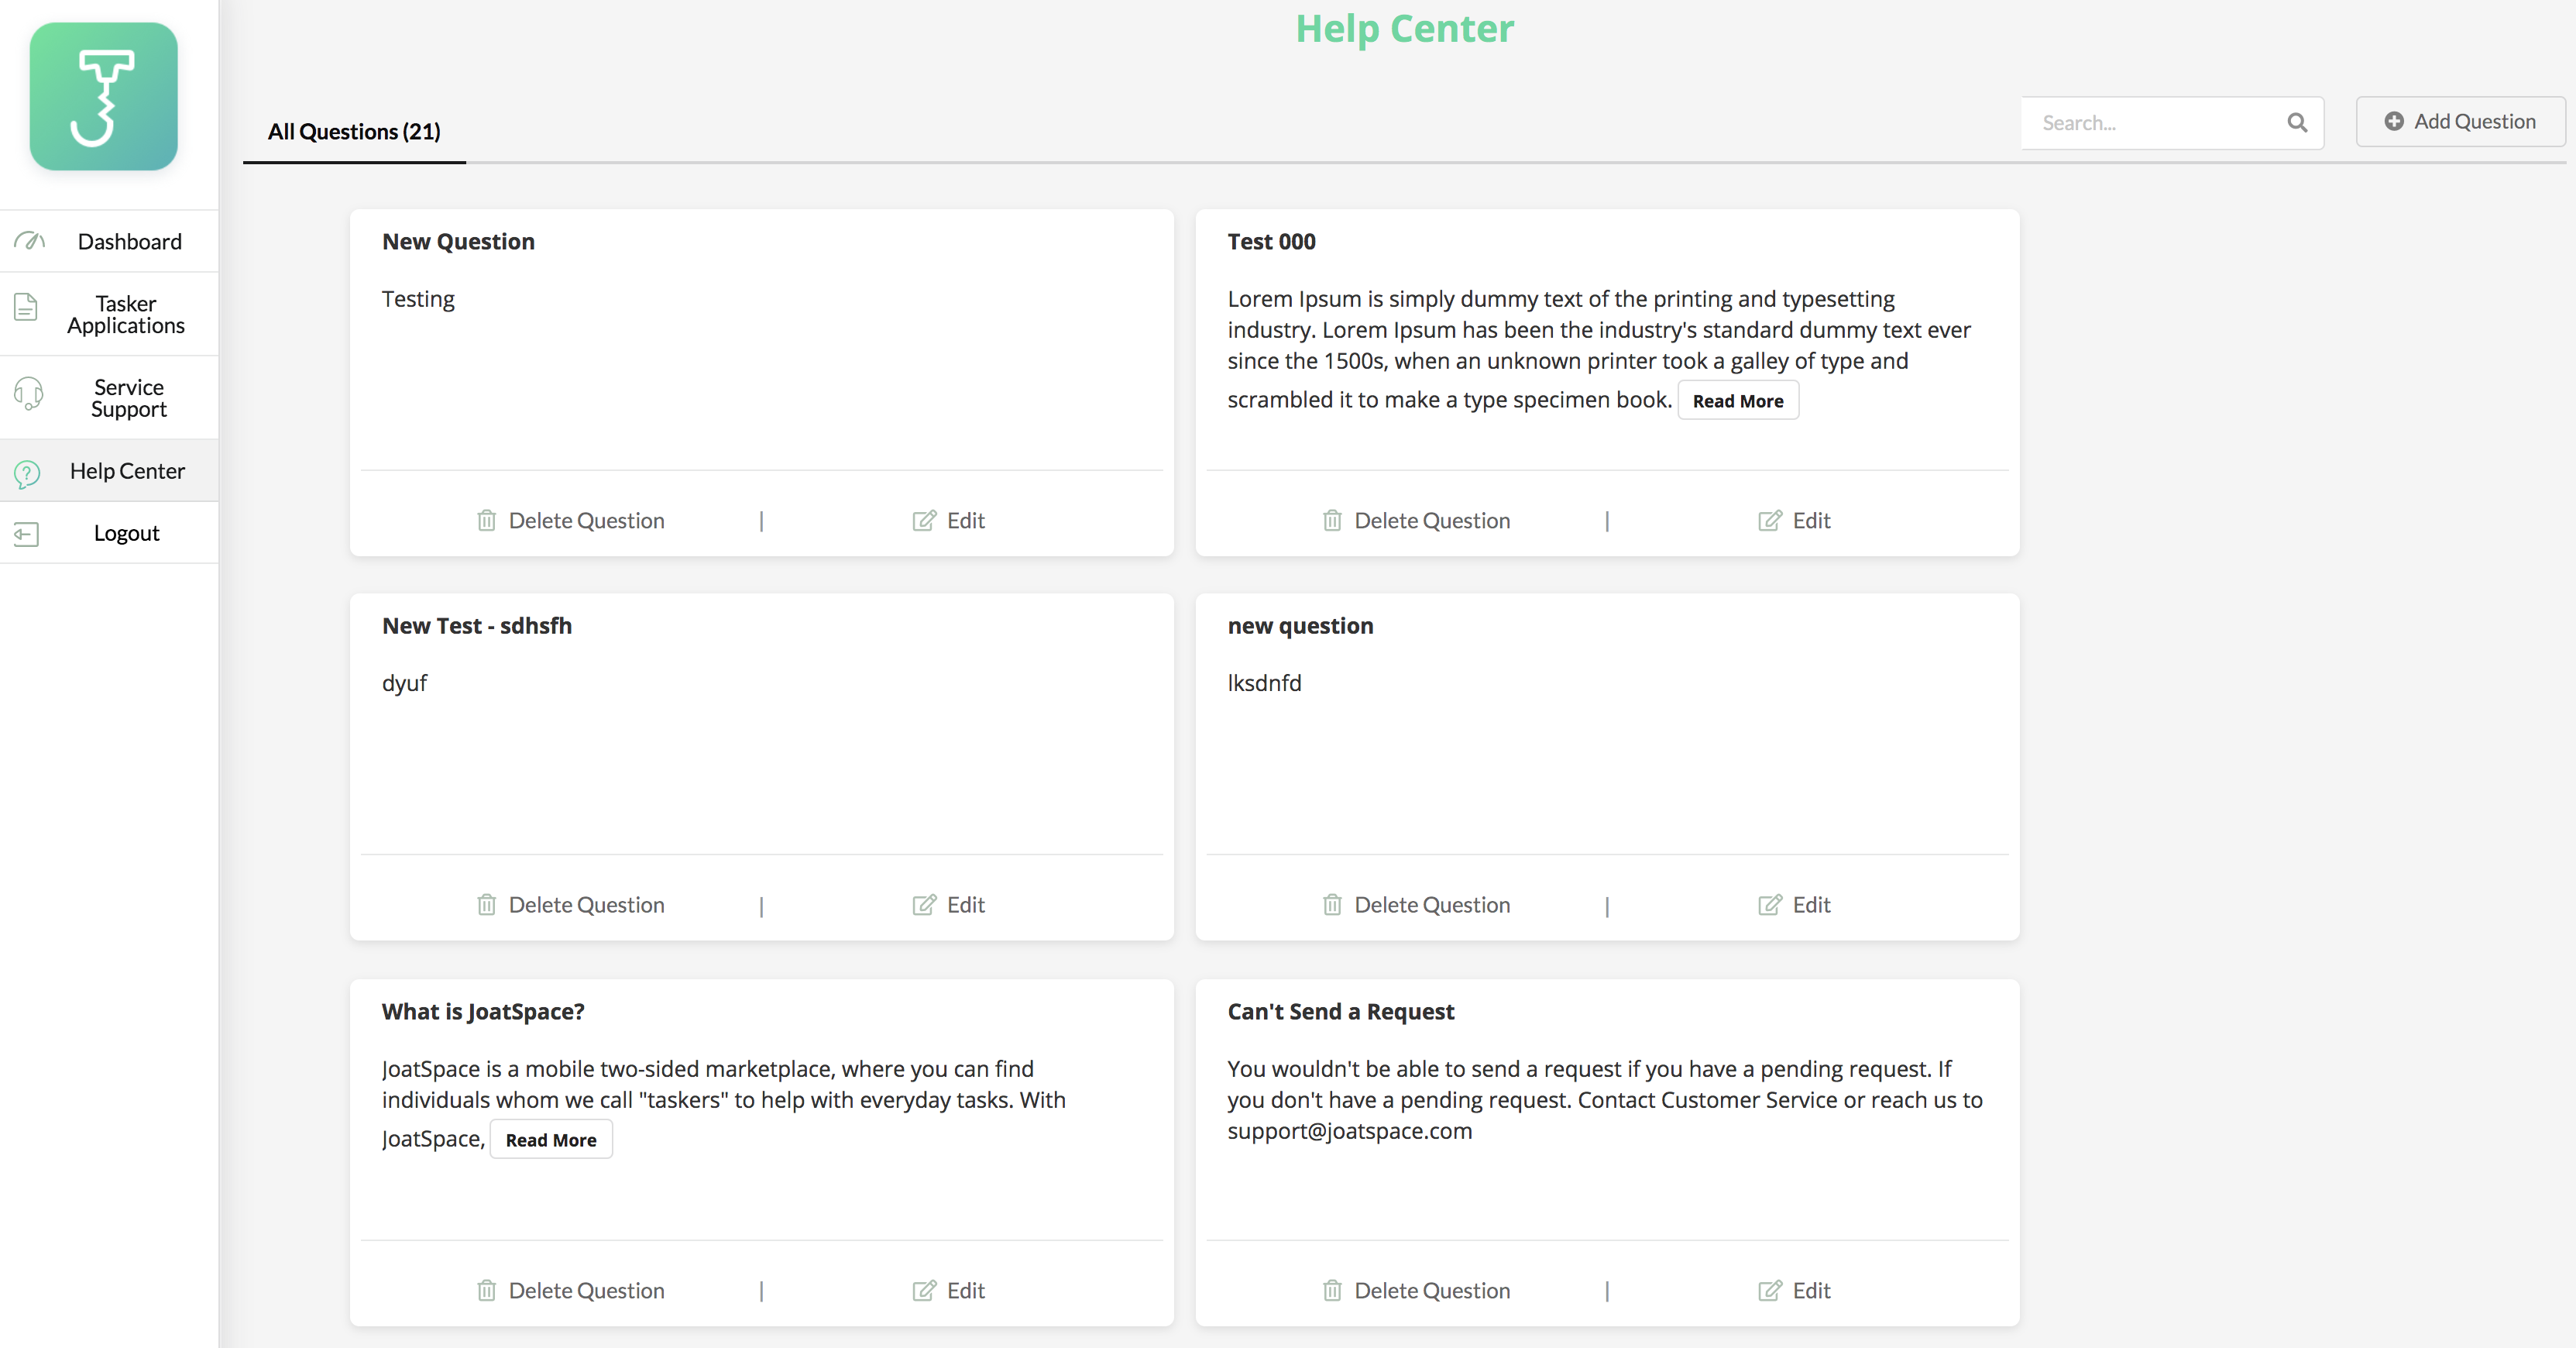 Help Center
All Questions (21)
Search...
Add Question
Dashboard
Tasker
Applications
Service
Support
Help Center
Logout
New Question
Testing
Delete Question | Edit
Test 000
Lorem Ipsum is simply dummy text of the printing and typesetting
industry. Lorem Ipsum has been the industry's standard dummy text ever
since the 1500s, when an unknown printer took a galley of type and
scrambled it to make a type specimen book. Read More
Delete Question | Edit
New Test - sdhsfh
dyuf
Delete Question | Edit
new question
lksdnfd
Delete Question | Edit
What is JoatSpace?
JoatSpace is a mobile two-sided marketplace, where you can find
individuals whom we call "taskers" to help with everyday tasks. With
JoatSpace, Read More
Delete Question | Edit
Can't Send a Request
You wouldn't be able to send a request if you have a pending request. If
you don't have a pending request. Contact Customer Service or reach us to
support@joatspace.com
Delete Question | Edit